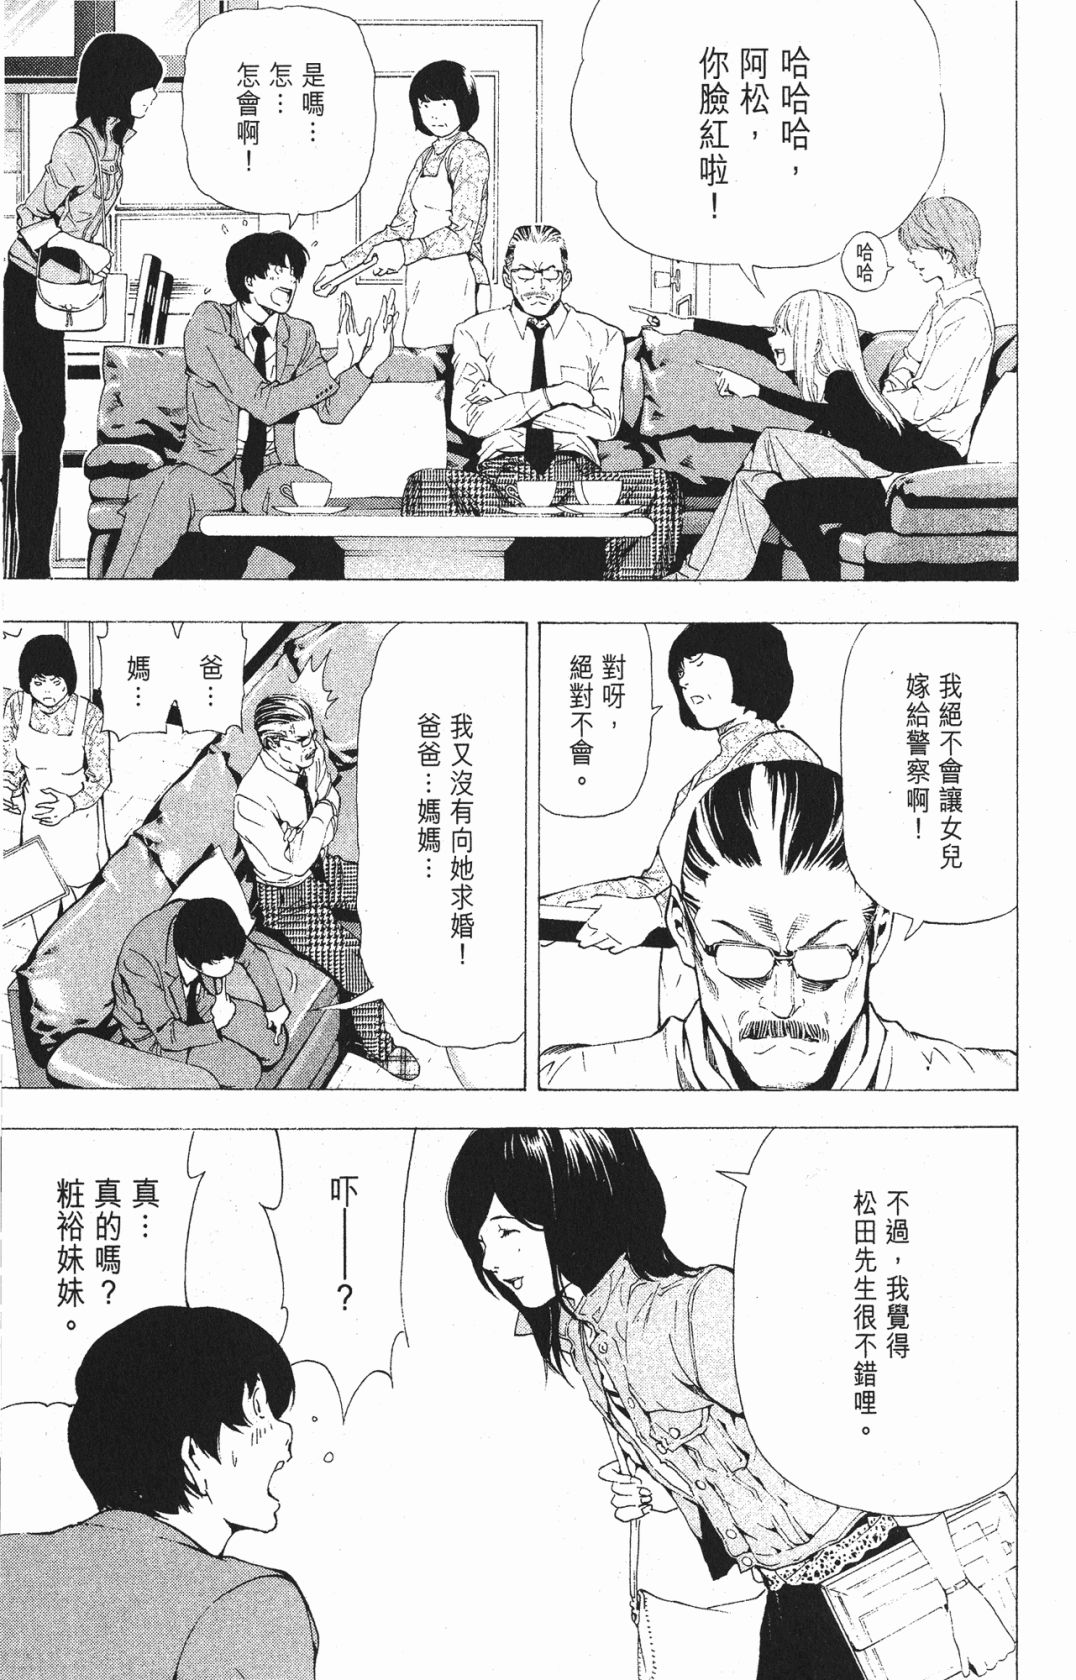 哈哈哈，
阿松，
你臉紅啦！
哈哈
是嗎…
怎…
怎會啊！
我絕不會讓女兒
嫁給警察啊！
對呀，
絕對不會。
我又沒有向她求婚！
爸爸…媽媽…
爸…
媽…
不過，我覺得
松田先生很不錯哩。
吓——？
真…
真的嗎？
粧裕妹妹。